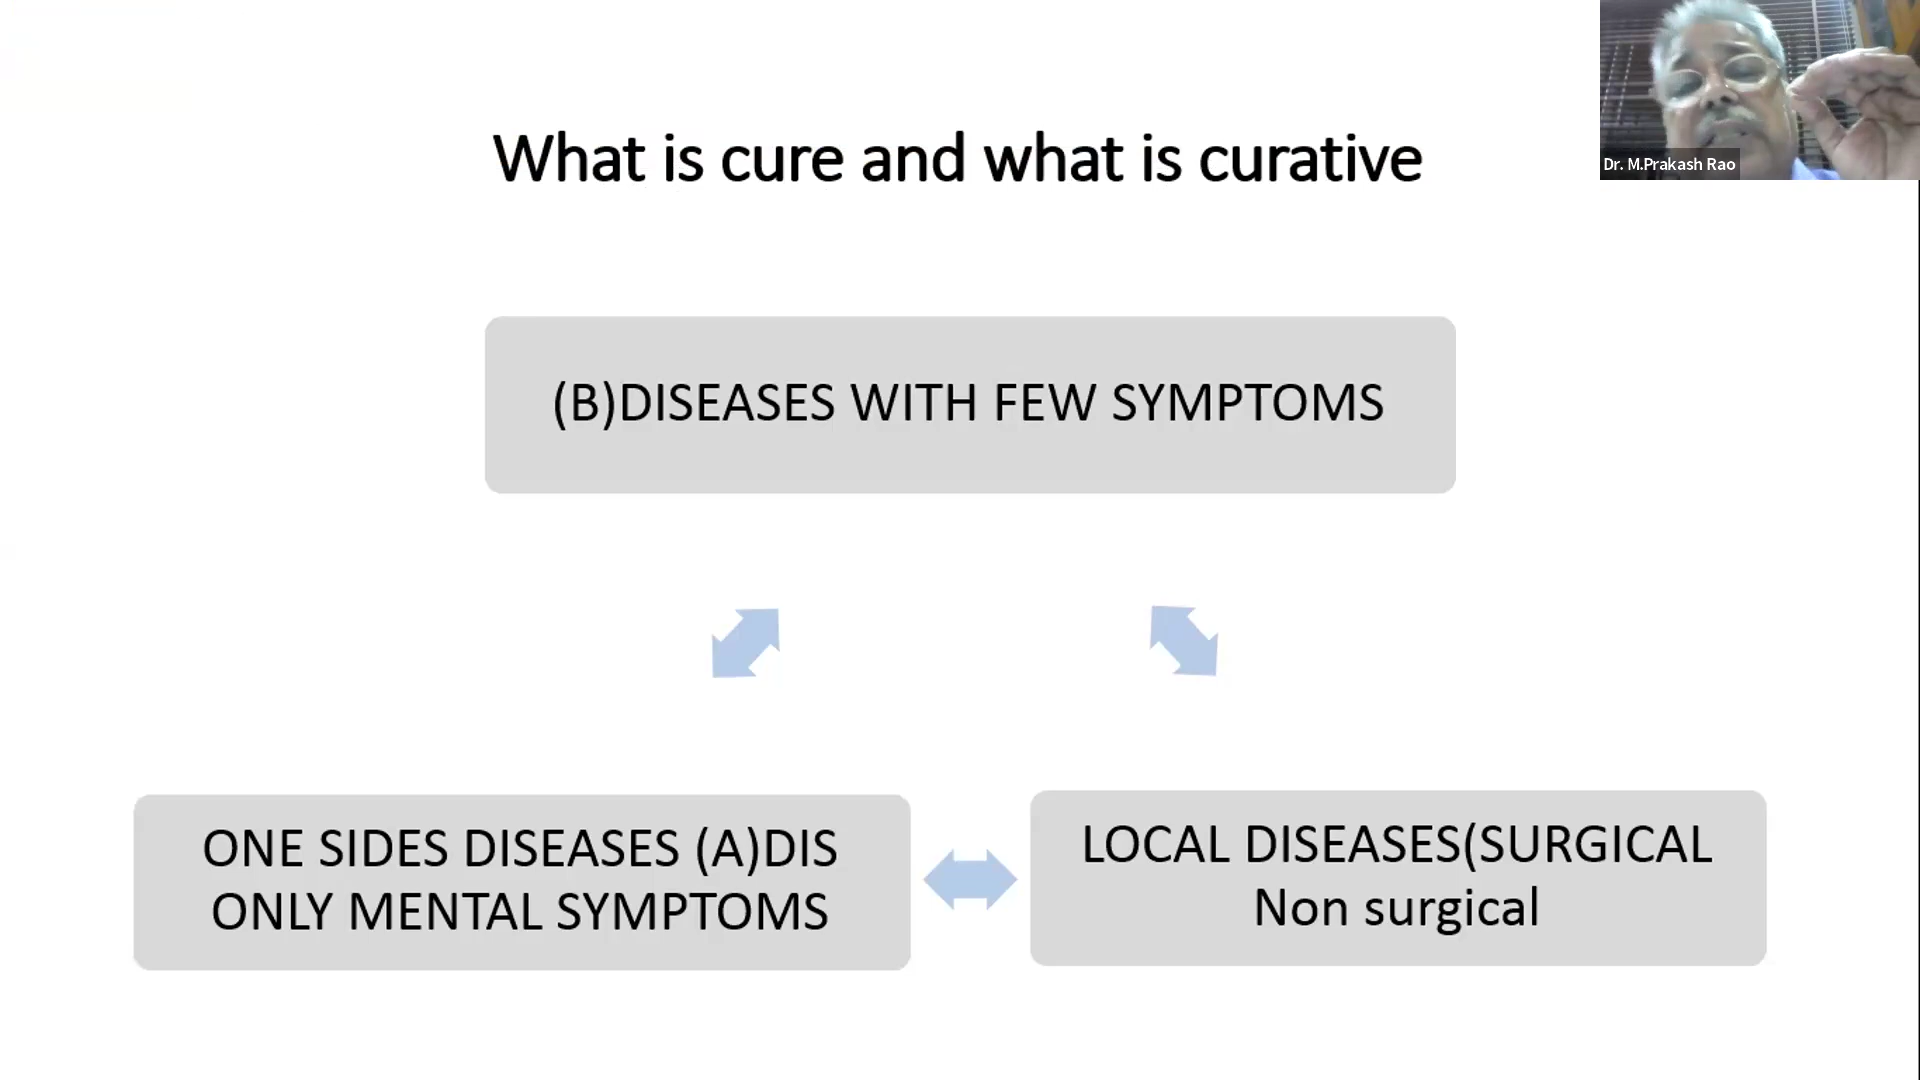 Dr. M.Prakash Rao
What is cure and what is curative
(B)DISEASES WITH FEW SYMPTOMS
ONE SIDES DISEASES (A)DIS
ONLY MENTAL SYMPTOMS
LOCAL DISEASES(SURGICAL
Non surgical